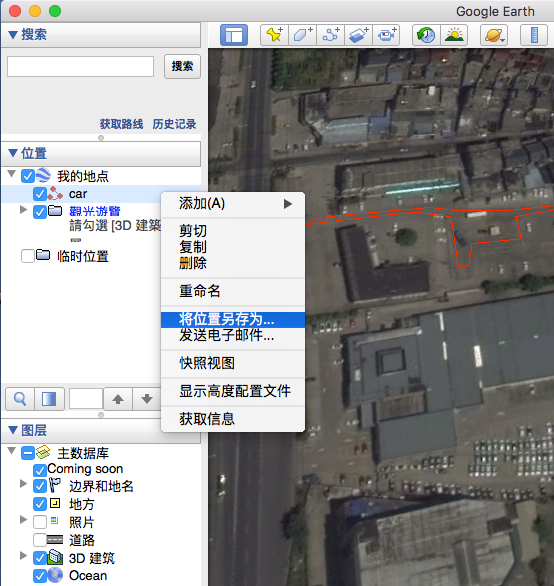 Google Earth
搜索
搜索
获取路线 历史记录
位置
我的地点
car
觀光遊覽
請勾選 [3D 建築
临时位置
添加(A)
剪切
复制
删除
重命名
将位置另存为...
发送电子邮件...
快照视图
显示高度配置文件
获取信息
图层
主数据库
Coming soon
边界和地名
地方
照片
道路
3D 建筑
Ocean